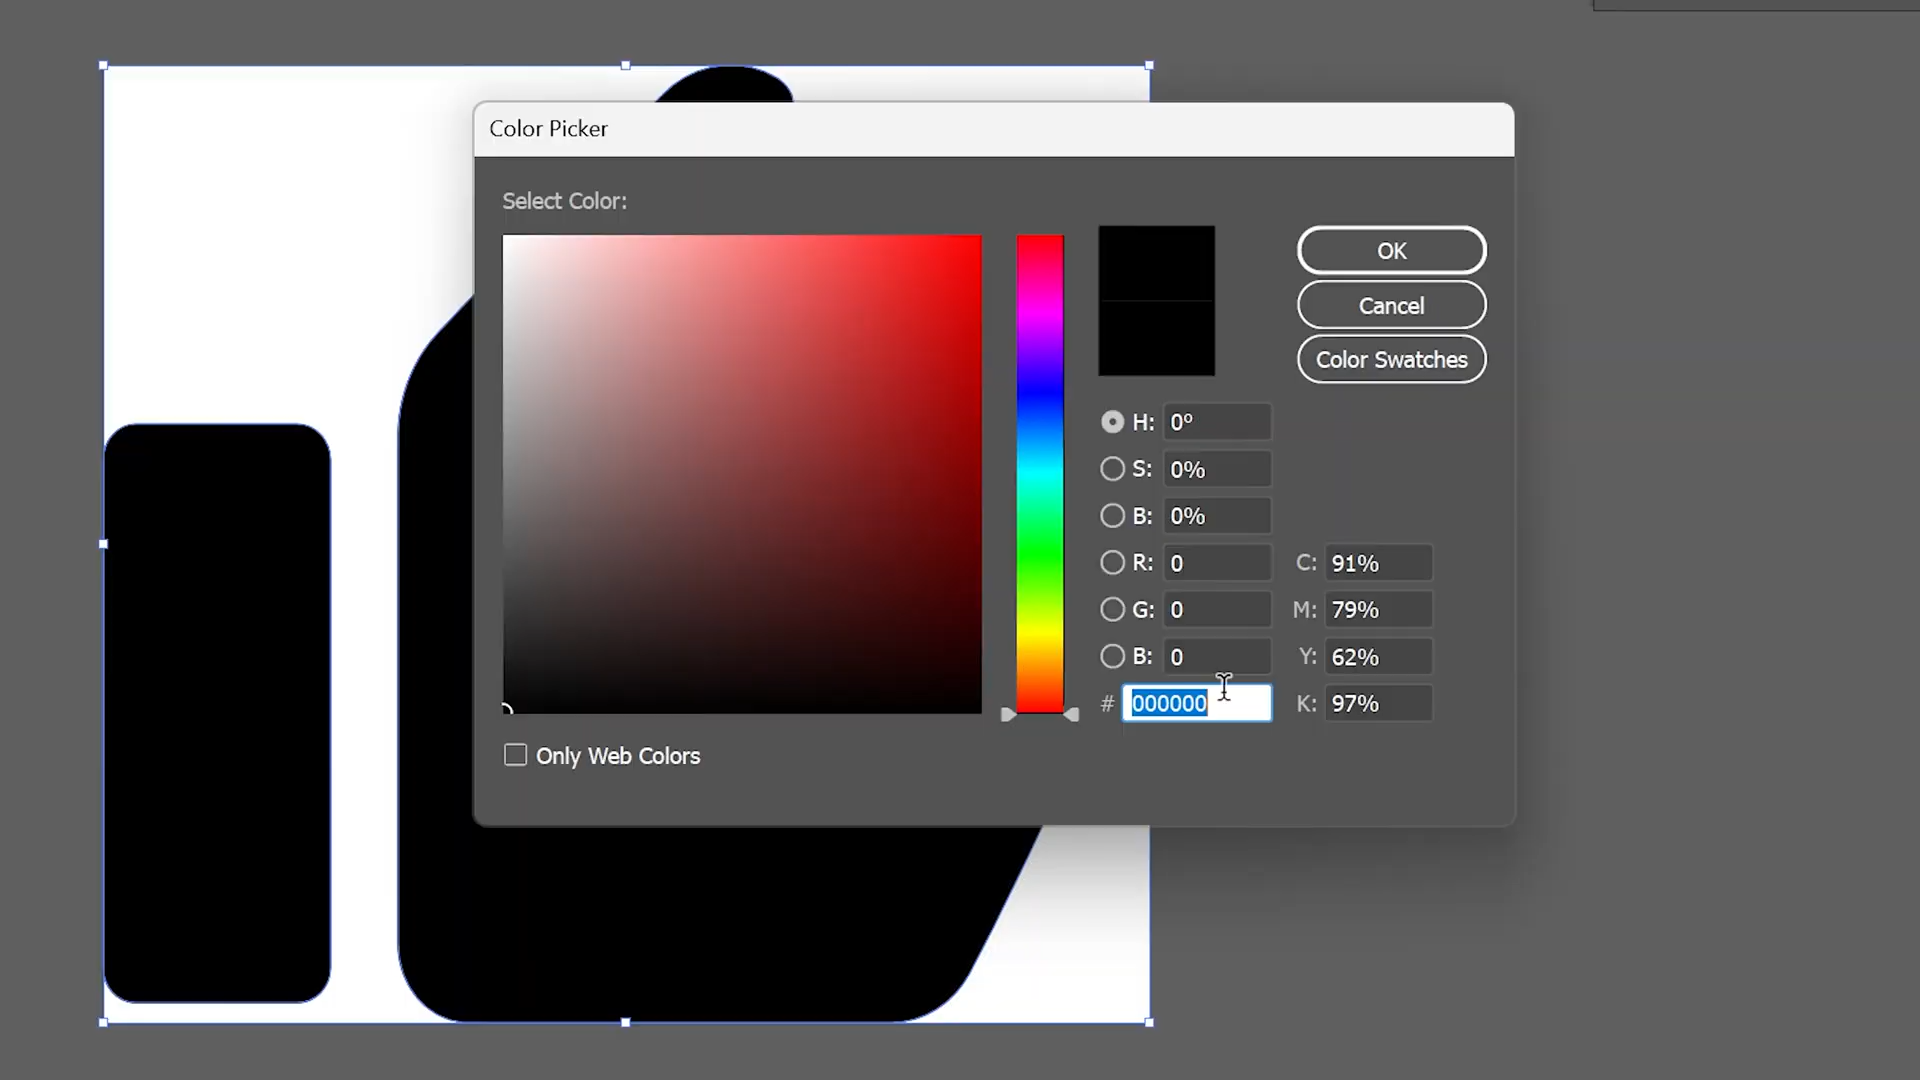 Color Picker
Select Color:
OK
Cancel
Color Swatches
H: 0º
S: 0%
B: 0%
R: 0 C: 91%
G: 0 M: 79%
B: 0 Y: 62%
# 000000 K: 97%
Only Web Colors